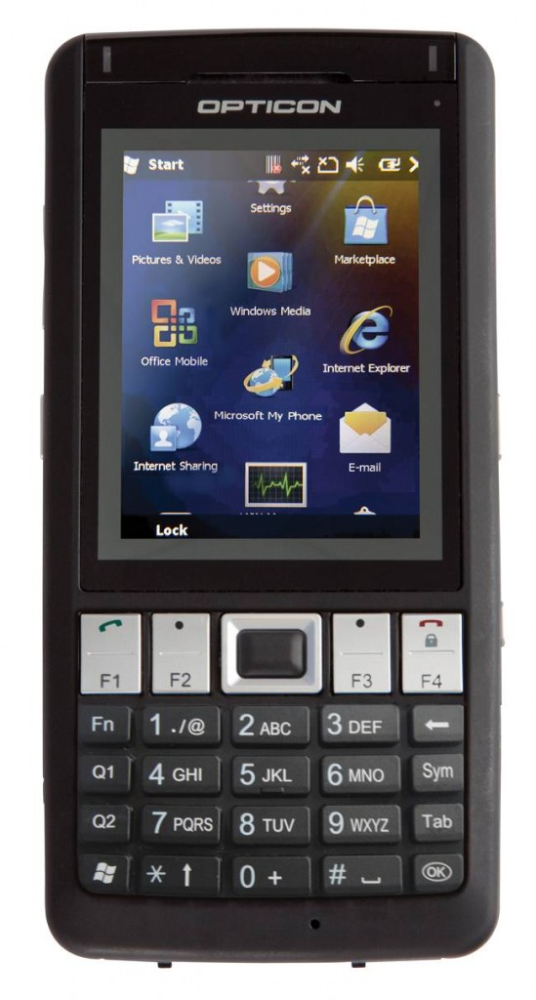 OPTICON
Start
Settings
Pictures & Videos
Marketplace
Windows Media
Office Mobile
Internet Explorer
Microsoft My Phone
Internet Sharing
E-mail
Lock
F1 F2 F3 F4
Fn 1 ./@ 2 ABC 3 DEF ←
Q1 4 GHI 5 JKL 6 MNO Sym
Q2 7 PQRS 8 TUV 9 WXYZ Tab
* ↑ 0 + # ⎵ OK